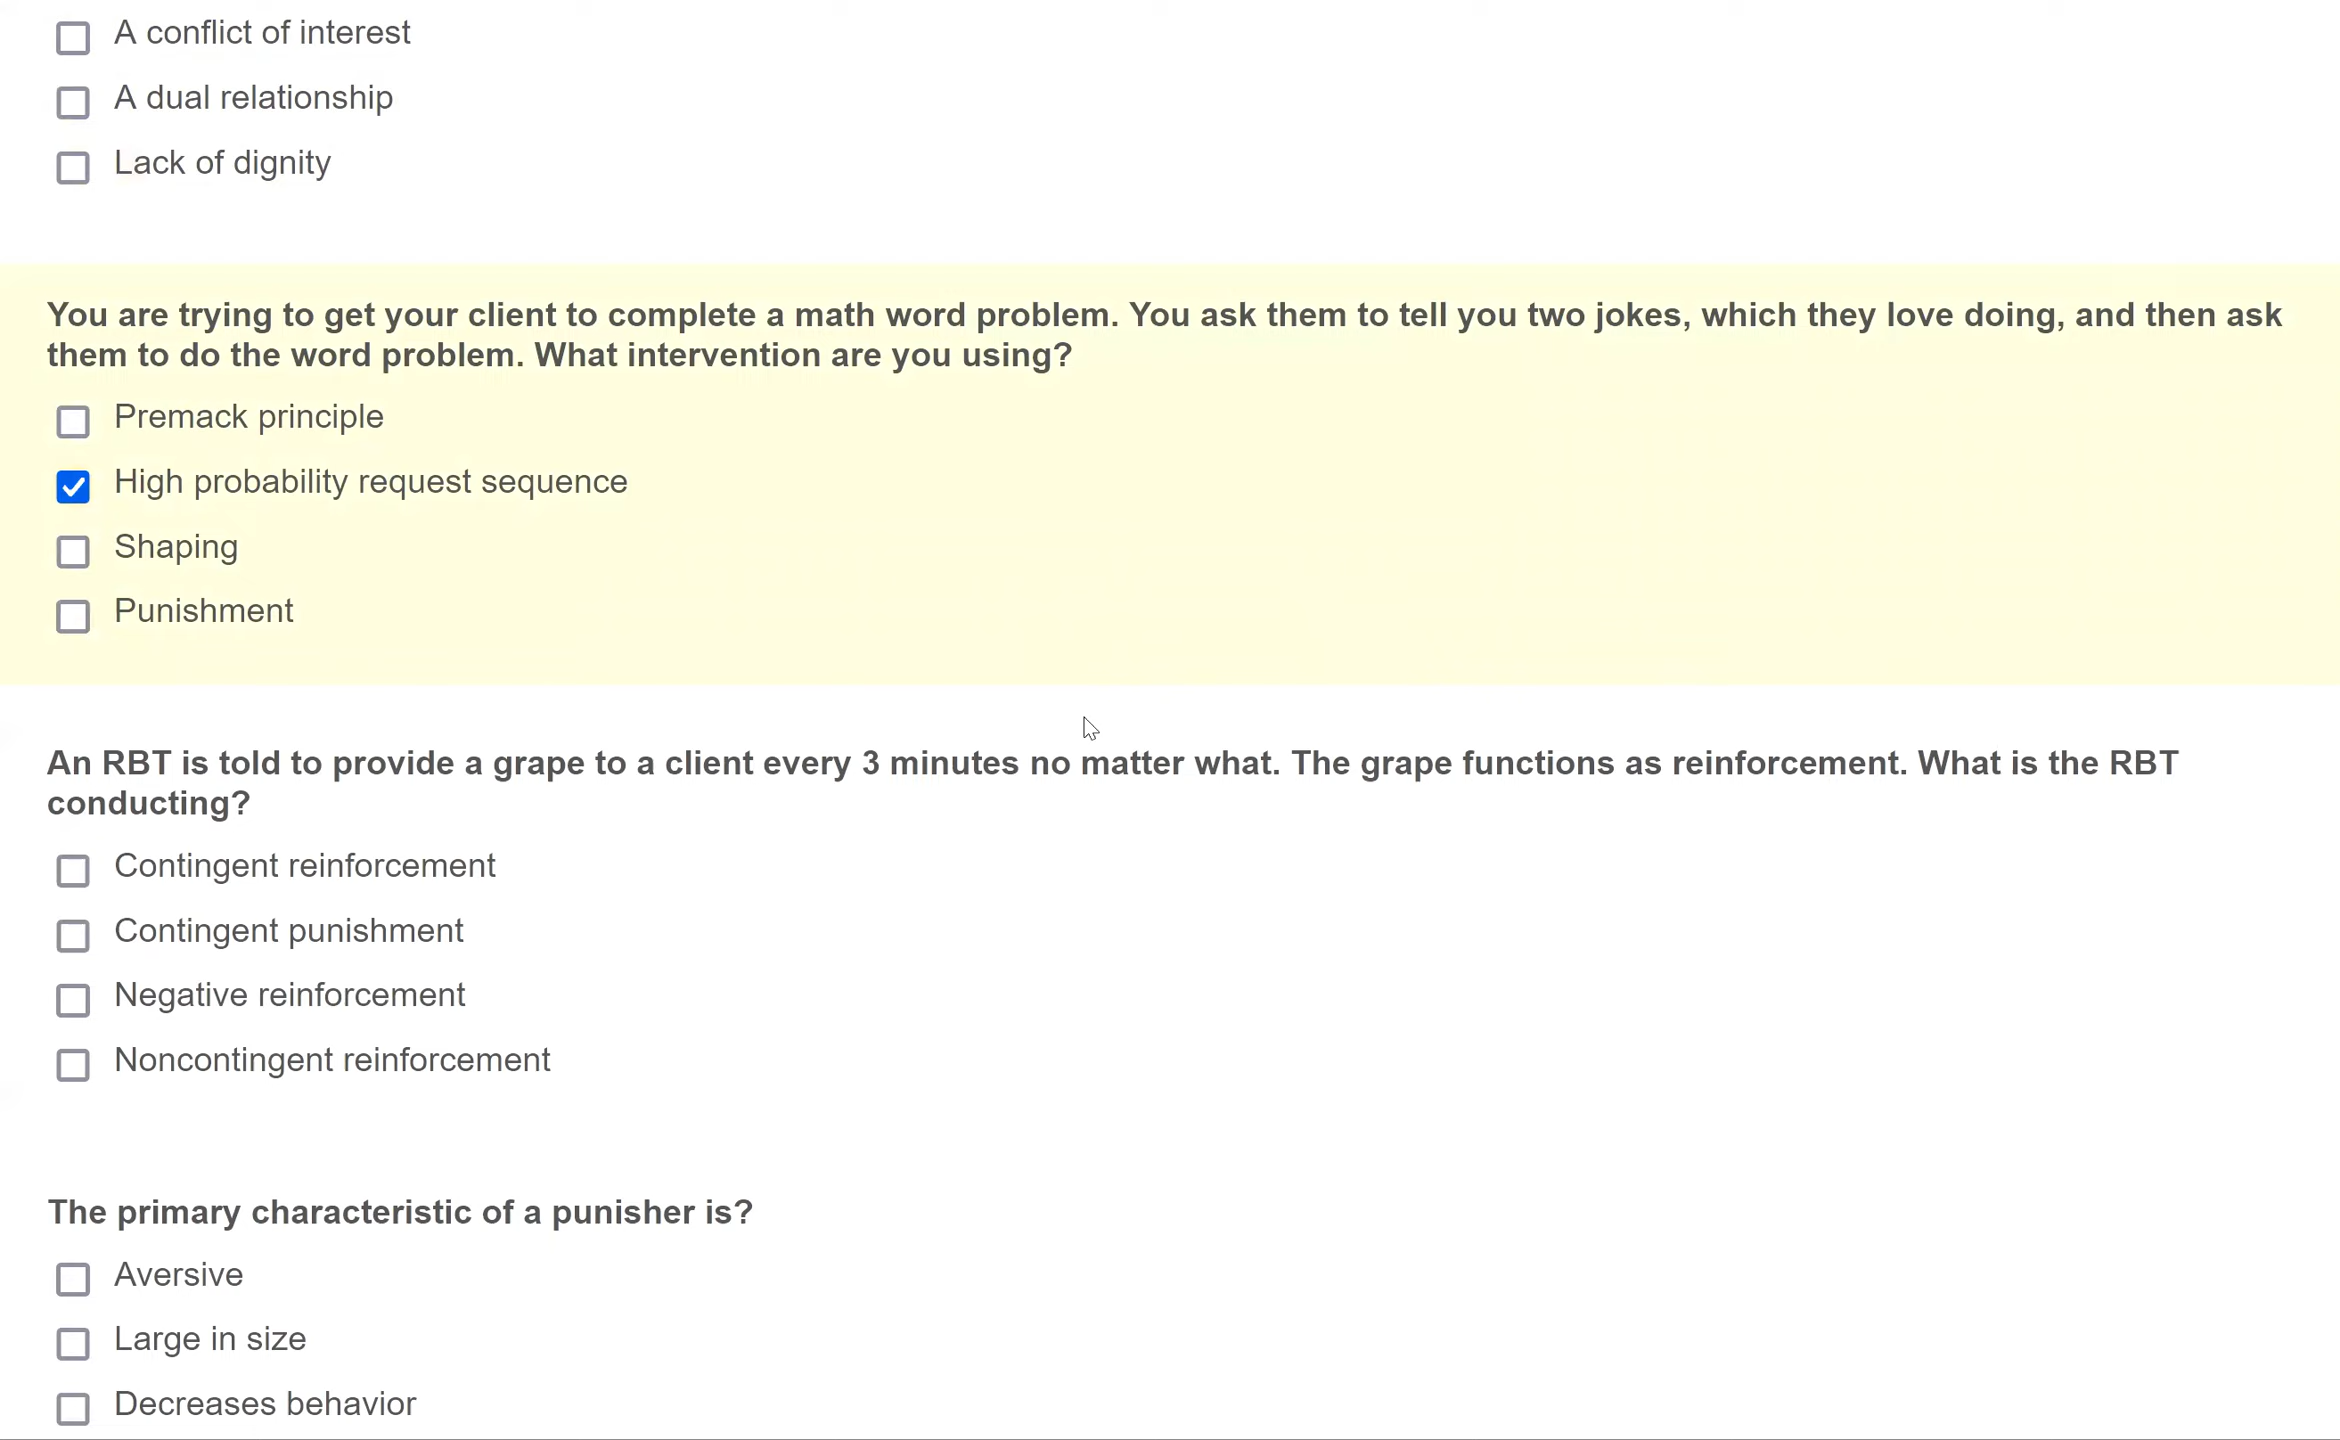 A conflict of interest
A dual relationship
Lack of dignity
You are trying to get your client to complete a math word problem. You ask them to tell you two jokes, which they love doing, and then ask
them to do the word problem. What intervention are you using?
Premack principle
High probability request sequence
Shaping
Punishment
An RBT is told to provide a grape to a client every 3 minutes no matter what. The grape functions as reinforcement. What is the RBT
conducting?
Contingent reinforcement
Contingent punishment
Negative reinforcement
Noncontingent reinforcement
The primary characteristic of a punisher is?
Aversive
Large in size
Decreases behavior